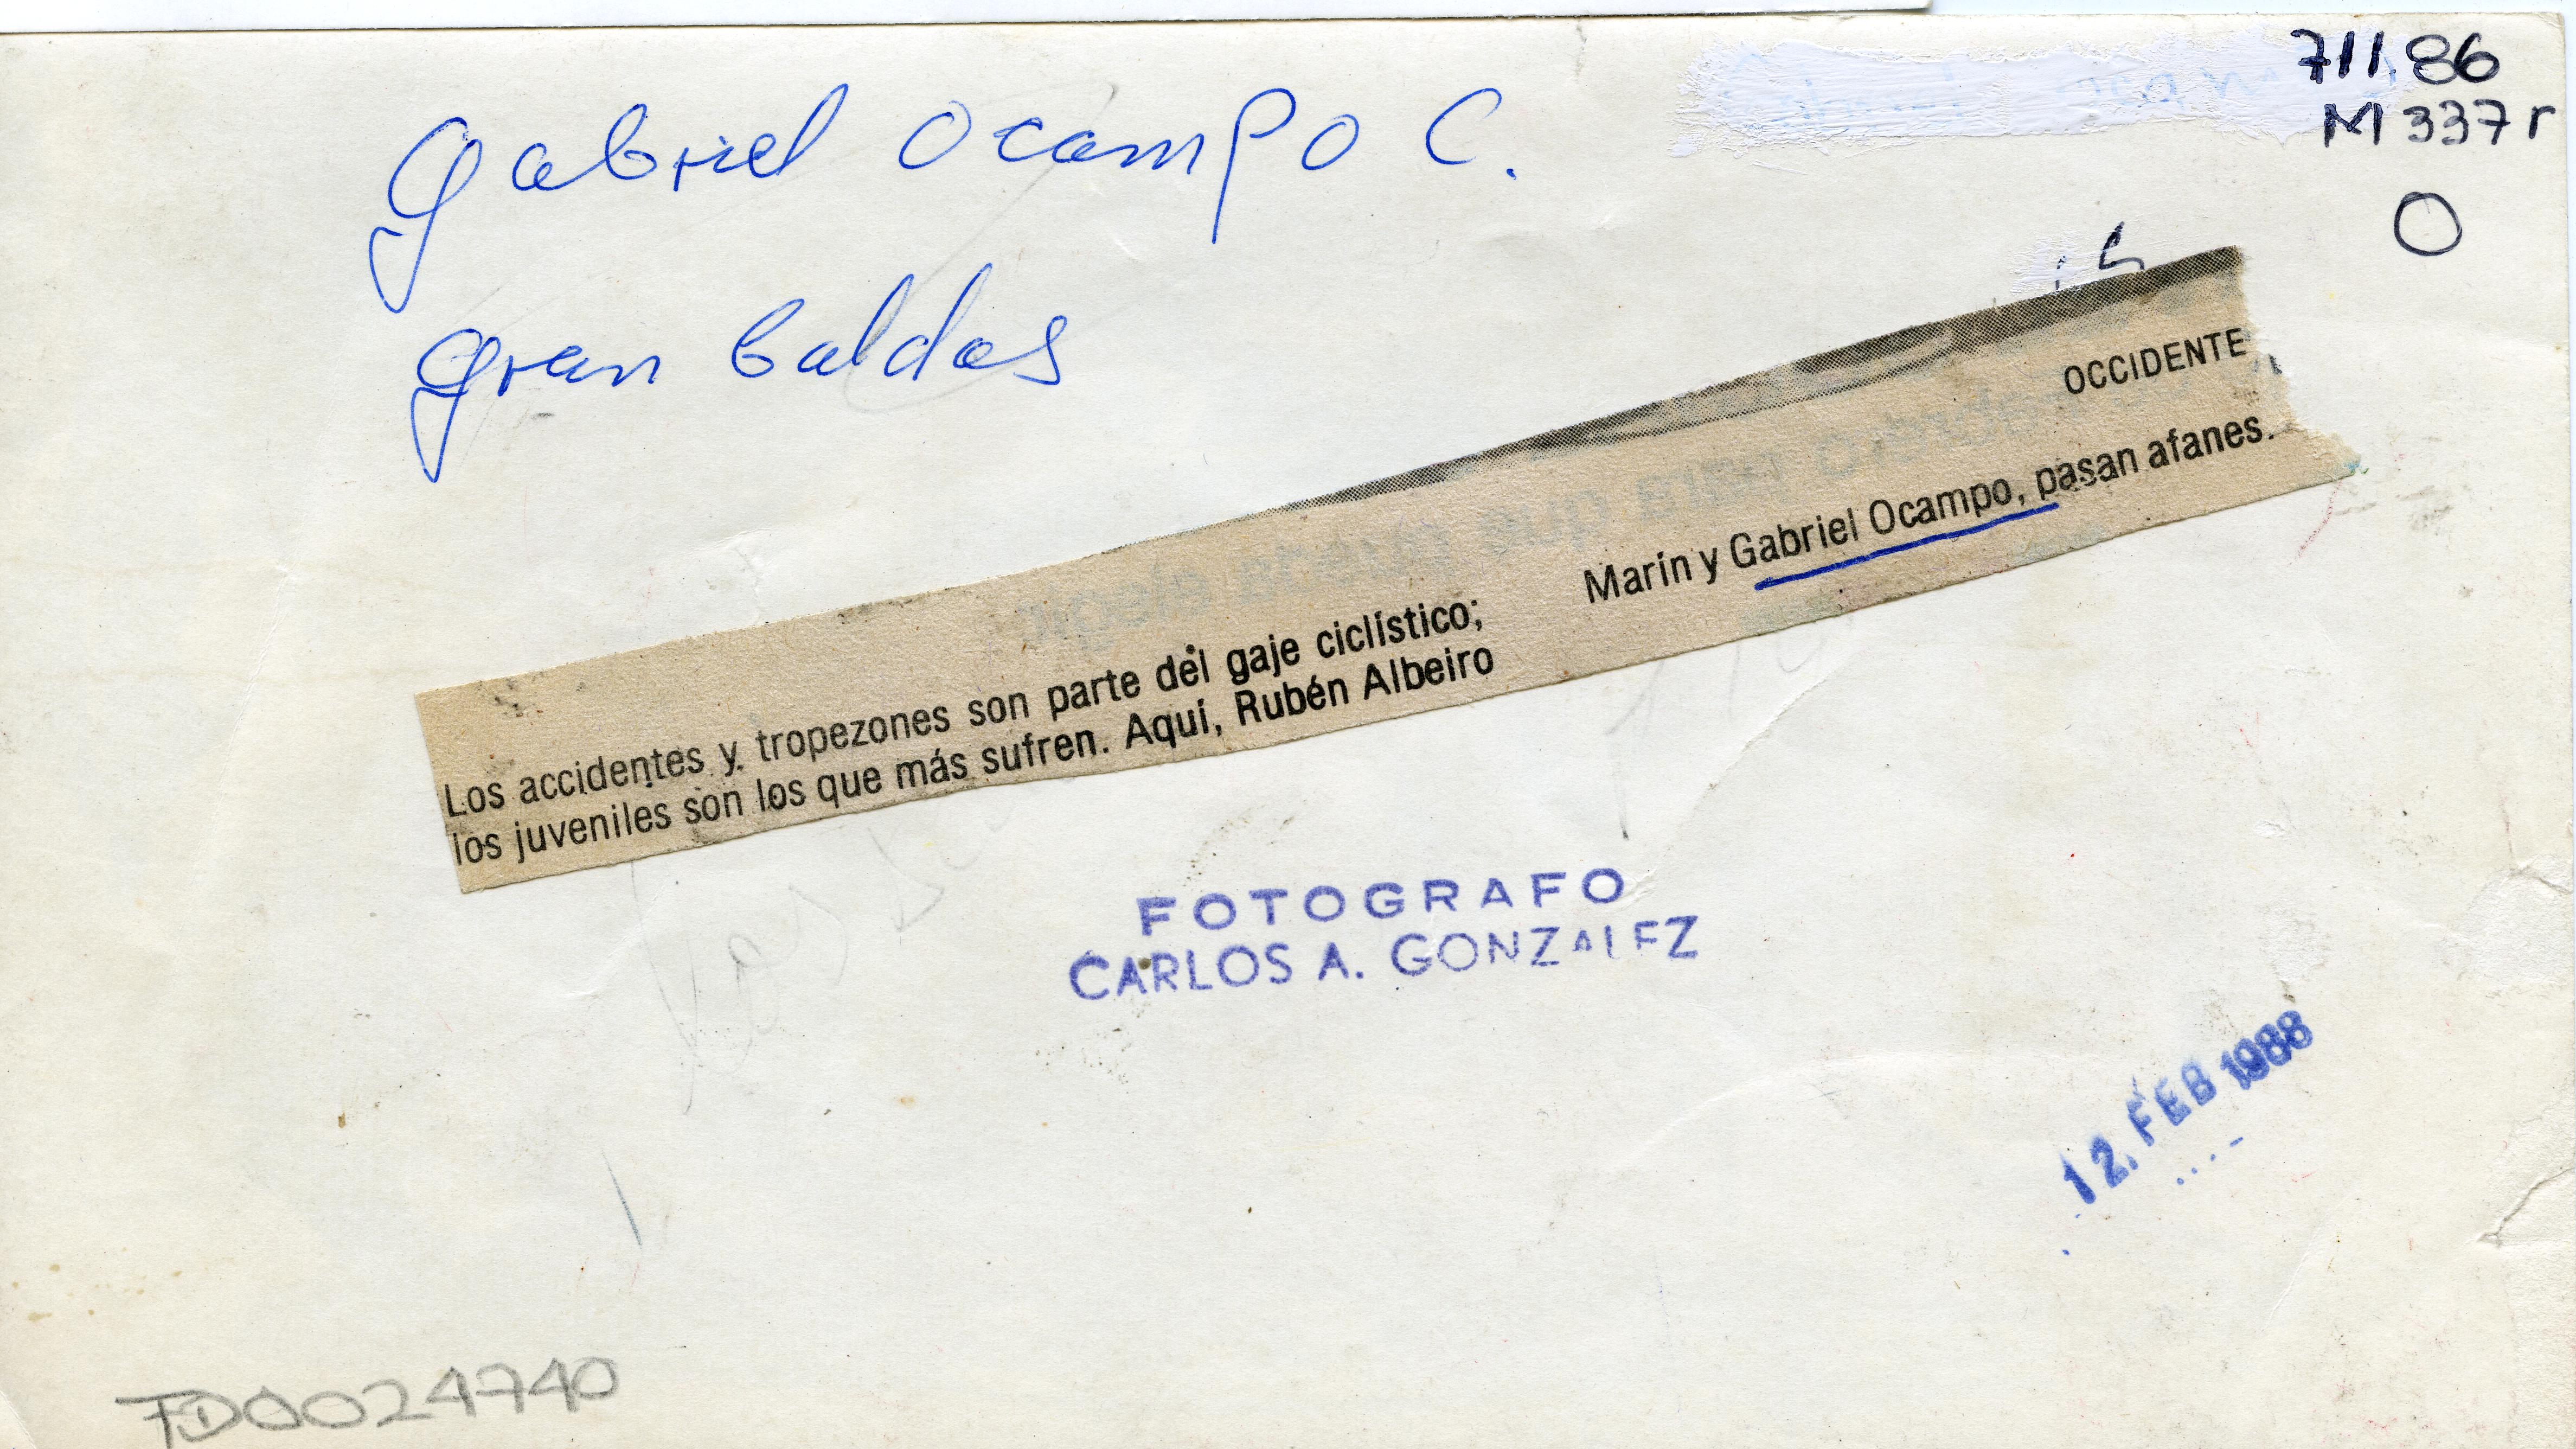 711.86
M337r
O
Gabriel Ocampo C.
Gran Caldas
OCCIDENTE
Los accidentes y tropezones son parte del gaje ciclístico;
los juveniles son los que más sufren. Aquí, Rubén Albeiro
Marín y Gabriel Ocampo, pasan afanes.
FOTOGRAFO
CARLOS A. GONZALEZ
12. FEB 1988
FD0024740